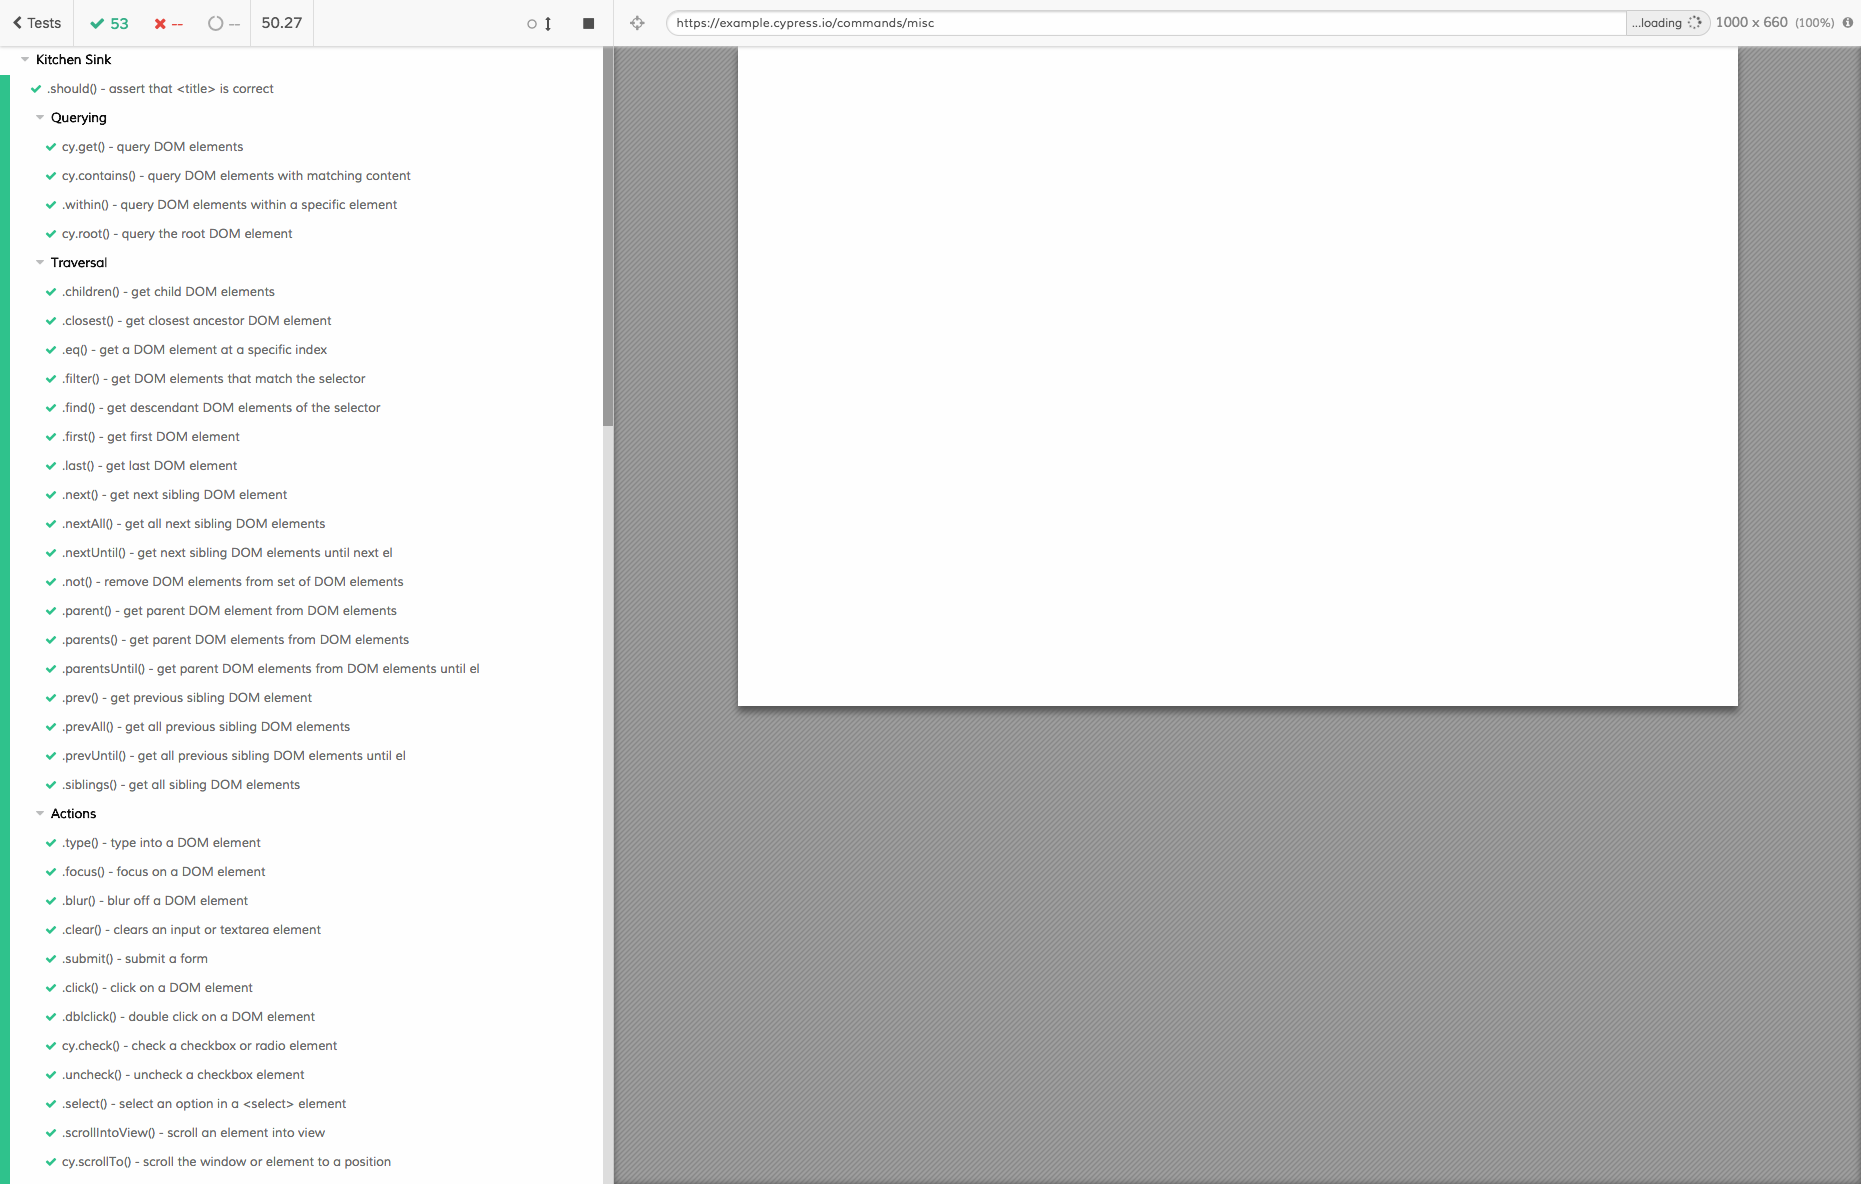 Tests 53 -- -- 50.27 https://example.cypress.io/commands/misc ...loading 1000 x 660 (100%)
Kitchen Sink
.should() - assert that <title> is correct
Querying
cy.get() - query DOM elements
cy.contains() - query DOM elements with matching content
.within() - query DOM elements within a specific element
cy.root() - query the root DOM element
Traversal
.children() - get child DOM elements
.closest() - get closest ancestor DOM element
.eq() - get a DOM element at a specific index
.filter() - get DOM elements that match the selector
.find() - get descendant DOM elements of the selector
.first() - get first DOM element
.last() - get last DOM element
.next() - get next sibling DOM element
.nextAll() - get all next sibling DOM elements
.nextUntil() - get next sibling DOM elements until next el
.not() - remove DOM elements from set of DOM elements
.parent() - get parent DOM element from DOM elements
.parents() - get parent DOM elements from DOM elements
.parentsUntil() - get parent DOM elements from DOM elements until el
.prev() - get previous sibling DOM element
.prevAll() - get all previous sibling DOM elements
.prevUntil() - get all previous sibling DOM elements until el
.siblings() - get all sibling DOM elements
Actions
.type() - type into a DOM element
.focus() - focus on a DOM element
.blur() - blur off a DOM element
.clear() - clears an input or textarea element
.submit() - submit a form
.click() - click on a DOM element
.dblclick() - double click on a DOM element
cy.check() - check a checkbox or radio element
.uncheck() - uncheck a checkbox element
.select() - select an option in a <select> element
.scrollIntoView() - scroll an element into view
cy.scrollTo() - scroll the window or element to a position